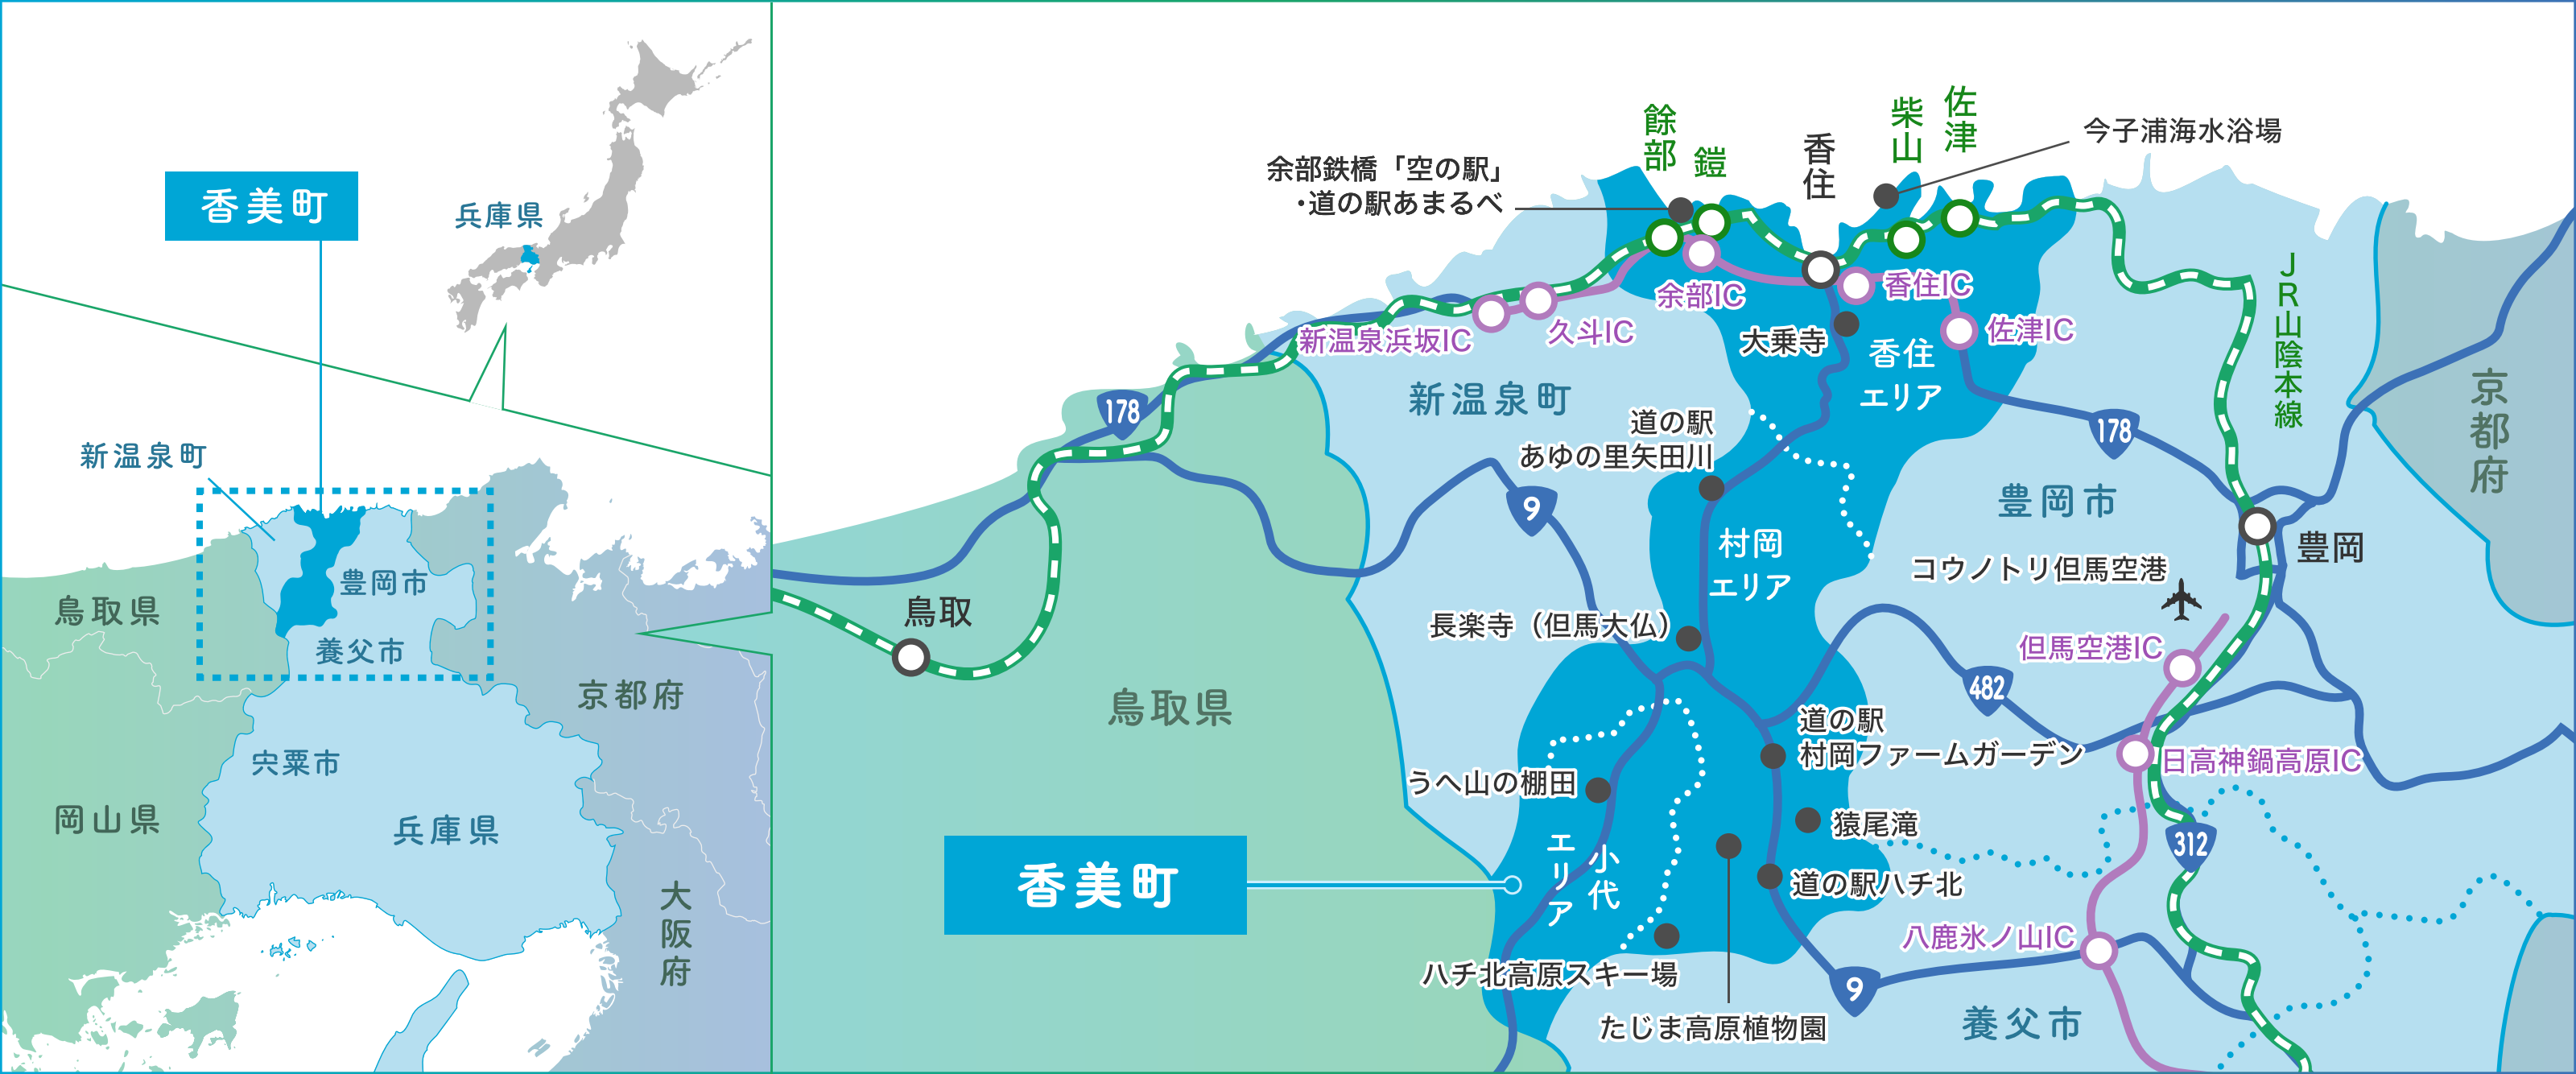 香美町
兵庫県
新温泉町
豊岡市
鳥取県
養父市
京都府
宍粟市
岡山県
兵庫県
大阪府
餘部
鎧
香住
柴山
佐津
今子浦海水浴場
余部鉄橋「空の駅」
・道の駅あまるべ
JR山陰本線
余部IC
香住IC
新温泉浜坂IC
久斗IC
佐津IC
大乗寺
香住
エリア
新温泉町
178
道の駅
あゆの里矢田川
178
京都府
9
豊岡市
村岡
エリア
豊岡
コウノトリ但馬空港
鳥取
長楽寺（但馬大仏）
但馬空港IC
482
鳥取県
道の駅
村岡ファームガーデン
日高神鍋高原IC
うへ山の棚田
猿尾滝
312
小代
エリア
香美町
道の駅ハチ北
八鹿氷ノ山IC
ハチ北高原スキー場
9
たじま高原植物園
養父市